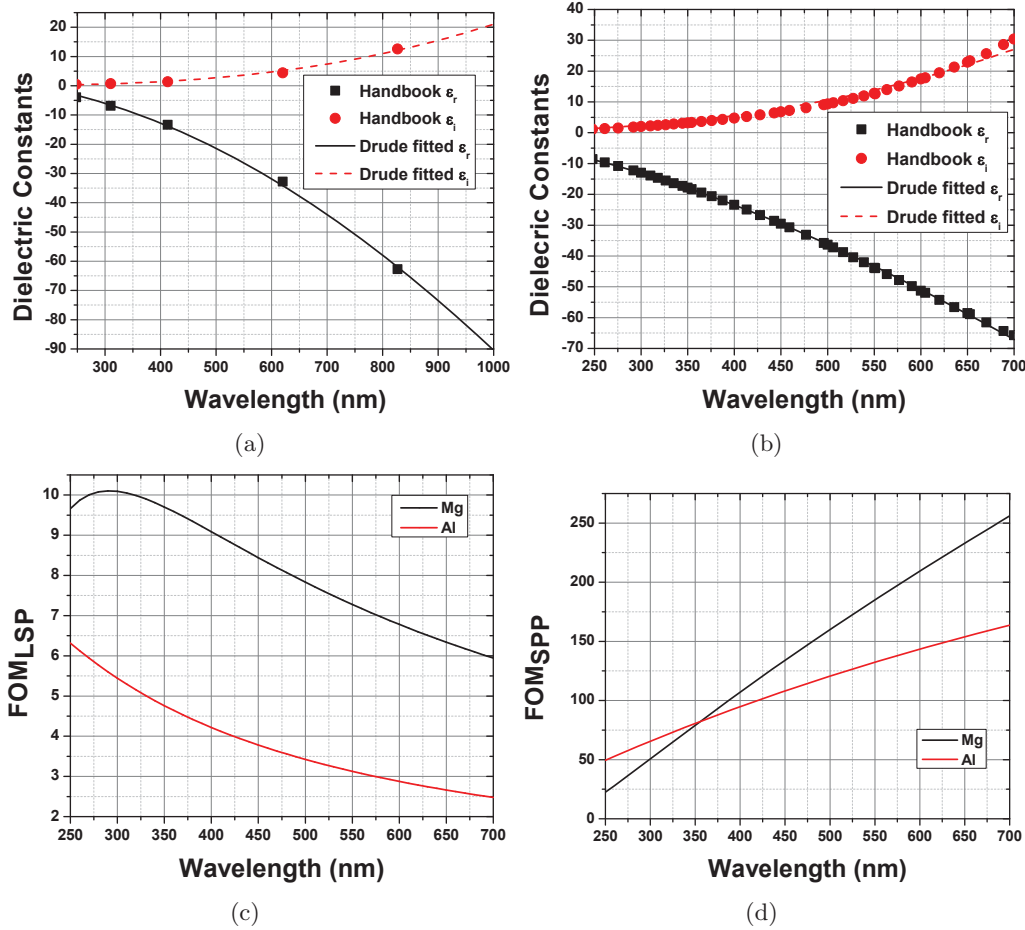 20
10
0
-10
-20
-30
-40
-50
-60
-70
-80
-90
300 400 500 600 700 800 900 1000
Dielectric Constants
Wavelength (nm)
Handbook εr
Handbook εi
Drude fitted εr
Drude fitted εi
(a)
40
30
20
10
0
-10
-20
-30
-40
-50
-60
-70
250 300 350 400 450 500 550 600 650 700
Dielecric Constants
Wavelength (nm)
Handbook εr
Handbook εi
Drude fitted εr
Drude fitted εi
(b)
10
9
8
7
6
5
4
3
2
250 300 350 400 450 500 550 600 650 700
FOMLSP
Wavelength (nm)
Mg
Al
(c)
250
200
150
100
50
0
250 300 350 400 450 500 550 600 650 700
FOMSPP
Wavelength (nm)
Mg
Al
(d)